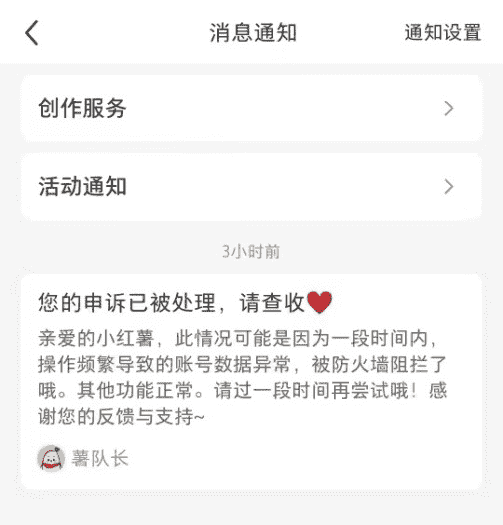 消息通知
通知设置
创作服务
活动通知
3小时前
您的申诉已被处理，请查收❤️
亲爱的小红薯，此情况可能是因为一段时间内，
操作频繁导致的账号数据异常，被防火墙阻拦了
哦。其他功能正常。请过一段时间再尝试哦！感
谢您的反馈与支持~
薯队长